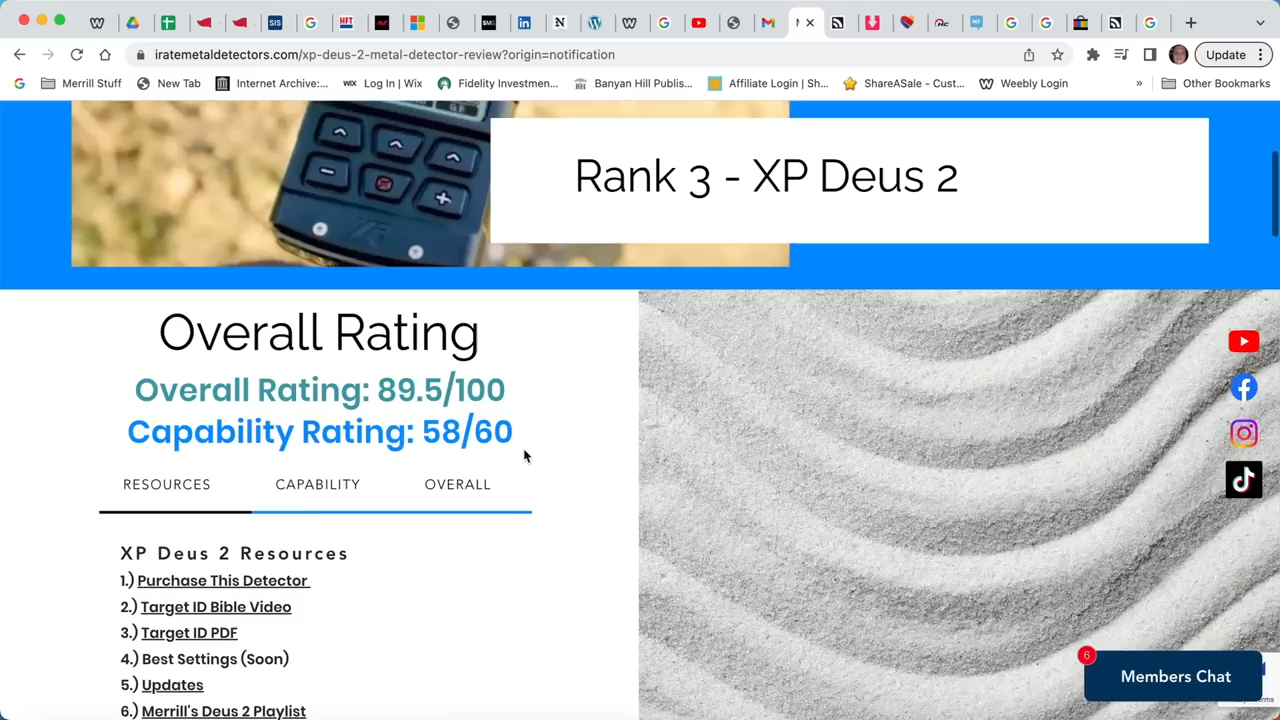 iratemetaldetectors.com/xp-deus-2-metal-detector-review?origin=notification
Update
Merrill Stuff
New Tab
Internet Archive:...
Log In | Wix
Fidelity Investmen...
Banyan Hill Publis...
Affiliate Login | Sh...
ShareASale - Cust...
Weebly Login
»
Other Bookmarks
Rank 3 - XP Deus 2
Overall Rating
Overall Rating: 89.5/100
Capability Rating: 58/60
RESOURCES CAPABILITY OVERALL
XP Deus 2 Resources
1.) Purchase This Detector
2.) Target ID Bible Video
3.) Target ID PDF
4.) Best Settings (Soon)
5.) Updates
6.) Merrill's Deus 2 Playlist
6
Members Chat